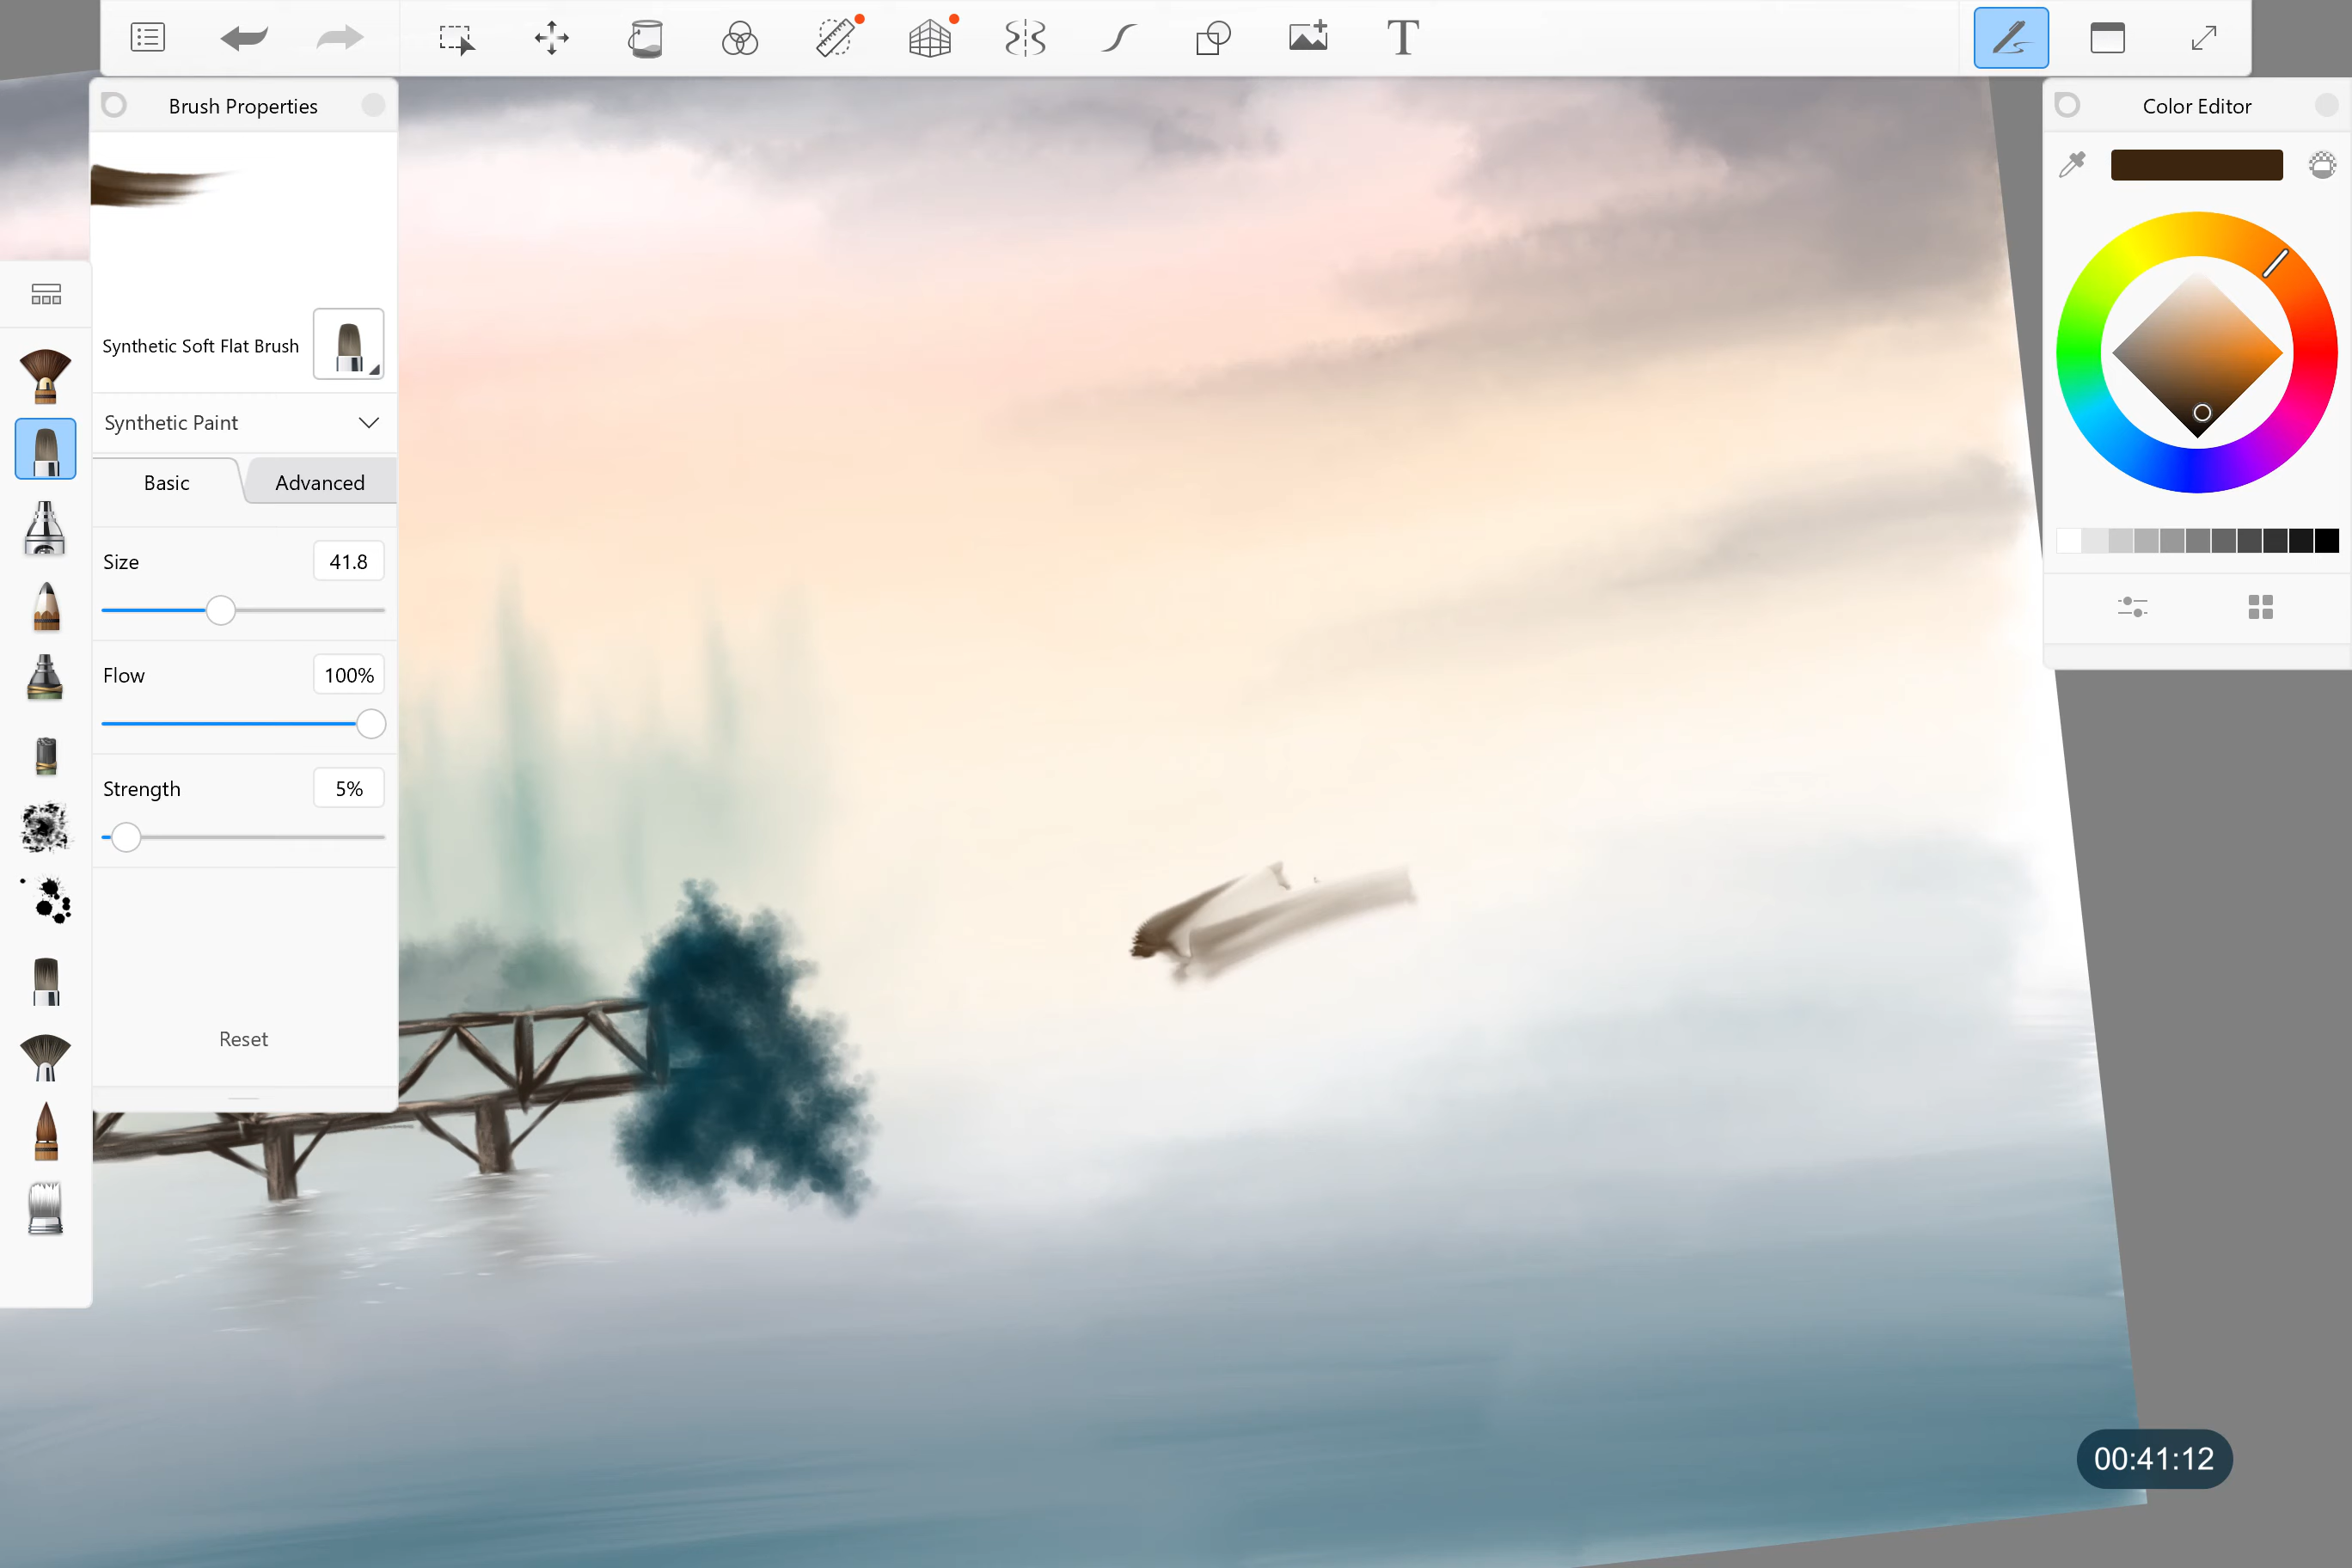 T
Brush Properties
Color Editor
Synthetic Soft Flat Brush
Synthetic Paint
Basic
Advanced
Size
41.8
Flow
100%
Strength
5%
Reset
00:41:12